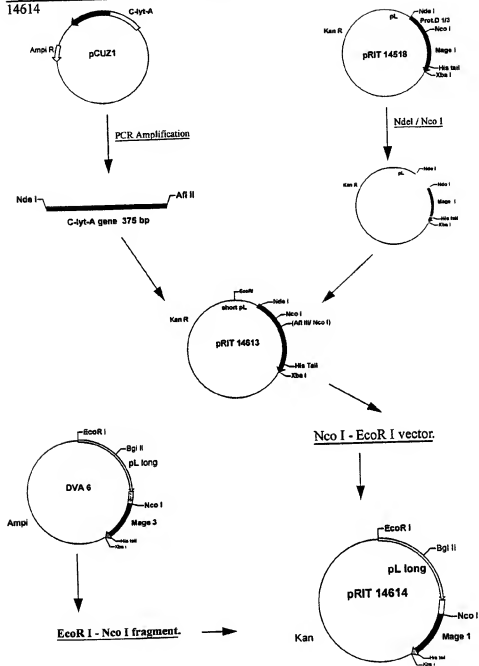 14614
C-lyt-A
Ampi R
pCUZ1
pL
Nde I
Prot.D 1/3
Nco I
Kan R
Mage I
pRIT 14518
His tail
Xba I
PCR Amplification
NdeI / Nco I
Nde I
Afl II
C-lyt-A gene 375 bp
pL
Nde I
Kan R
Nco I
Mage I
His tail
Xba I
EcoRI
short pL
Nde I
Kan R
Nco I
(Afl III/ Nco I)
pRIT 14613
His Tail
Xba I
Nco I - EcoR I vector.
EcoR I
Bgl II
pL long
DVA 6
Nco I
Ampi
Mage 3
His tail
Xba I
EcoR I
Bgl II
pL long
pRIT 14614
Nco I
Kan
Mage 1
His tail
Xba I
EcoR I - Nco I fragment.